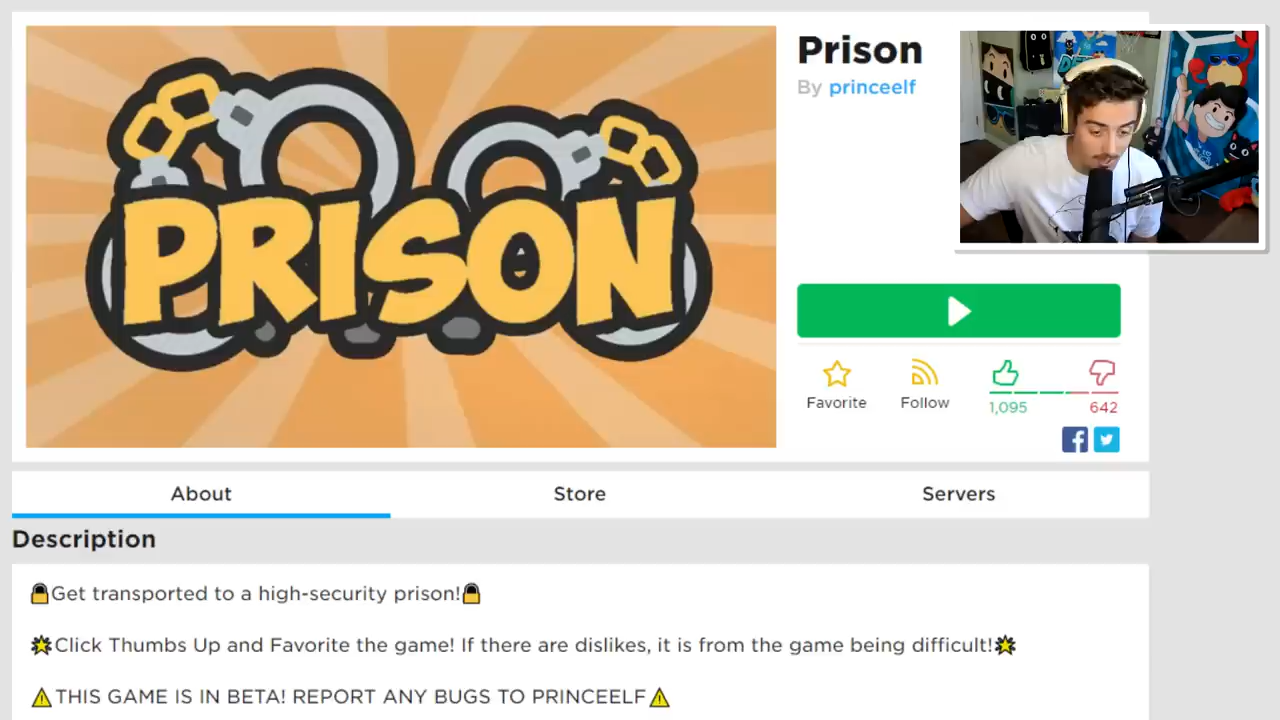 PRISON
Prison
By princeelf
Favorite
Follow
1,095
642
About
Store
Servers
Description
Get transported to a high-security prison!
Click Thumbs Up and Favorite the game! If there are dislikes, it is from the game being difficult!
THIS GAME IS IN BETA! REPORT ANY BUGS TO PRINCEELF